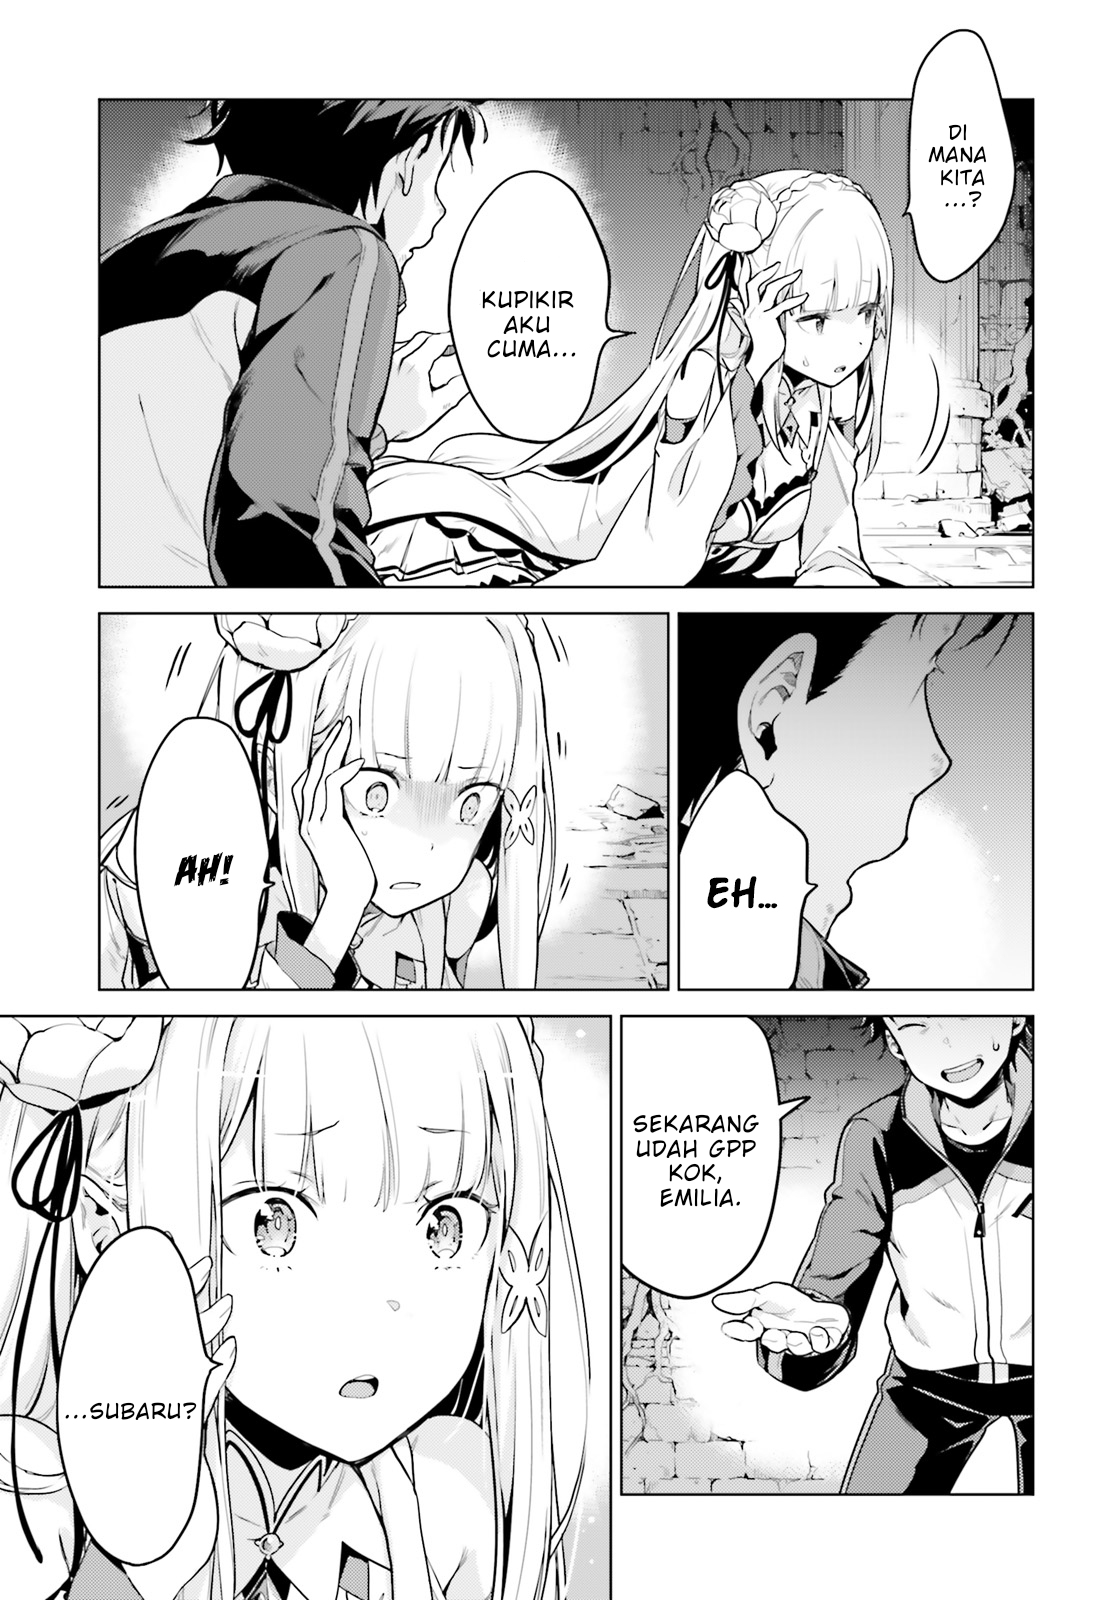 DI
MANA
KITA
...?
KUPIKIR
AKU
CUMA...
EH...
AH!
SEKARANG
UDAH GPP
KOK,
EMILIA.
...SUBARU?